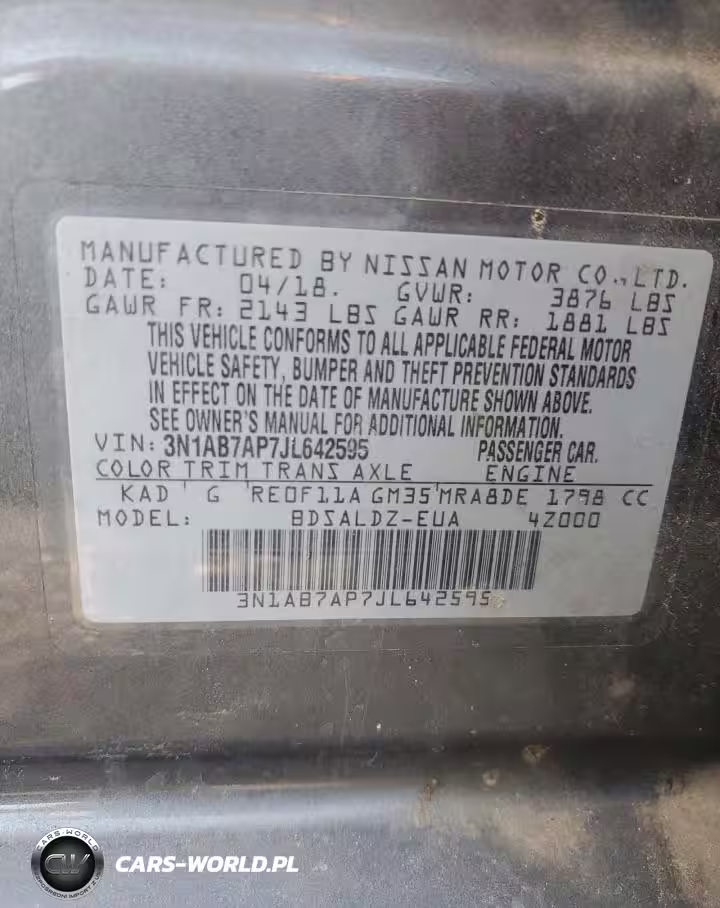 MANUFACTURED BY NISSAN MOTOR CO., LTD.
DATE: 04/18. GVWR: 3876 LBS
GAWR FR: 2143 LBS GAWR RR: 1881 LBS
THIS VEHICLE CONFORMS TO ALL APPLICABLE FEDERAL MOTOR
VEHICLE SAFETY, BUMPER AND THEFT PREVENTION STANDARDS
IN EFFECT ON THE DATE OF MANUFACTURE SHOWN ABOVE.
SEE OWNER'S MANUAL FOR ADDITIONAL INFORMATION.
VIN: 3N1AB7AP7JL642595 PASSENGER CAR.
COLOR TRIM TRANS AXLE ENGINE
KAD G RE0F11A GM35 MRA8DE 1798 CC
MODEL: BDSALDZ-EUA 4Z000
3N1AB7AP7JL642595
CARS-WORLD
CW
CARS-WORLD.PL